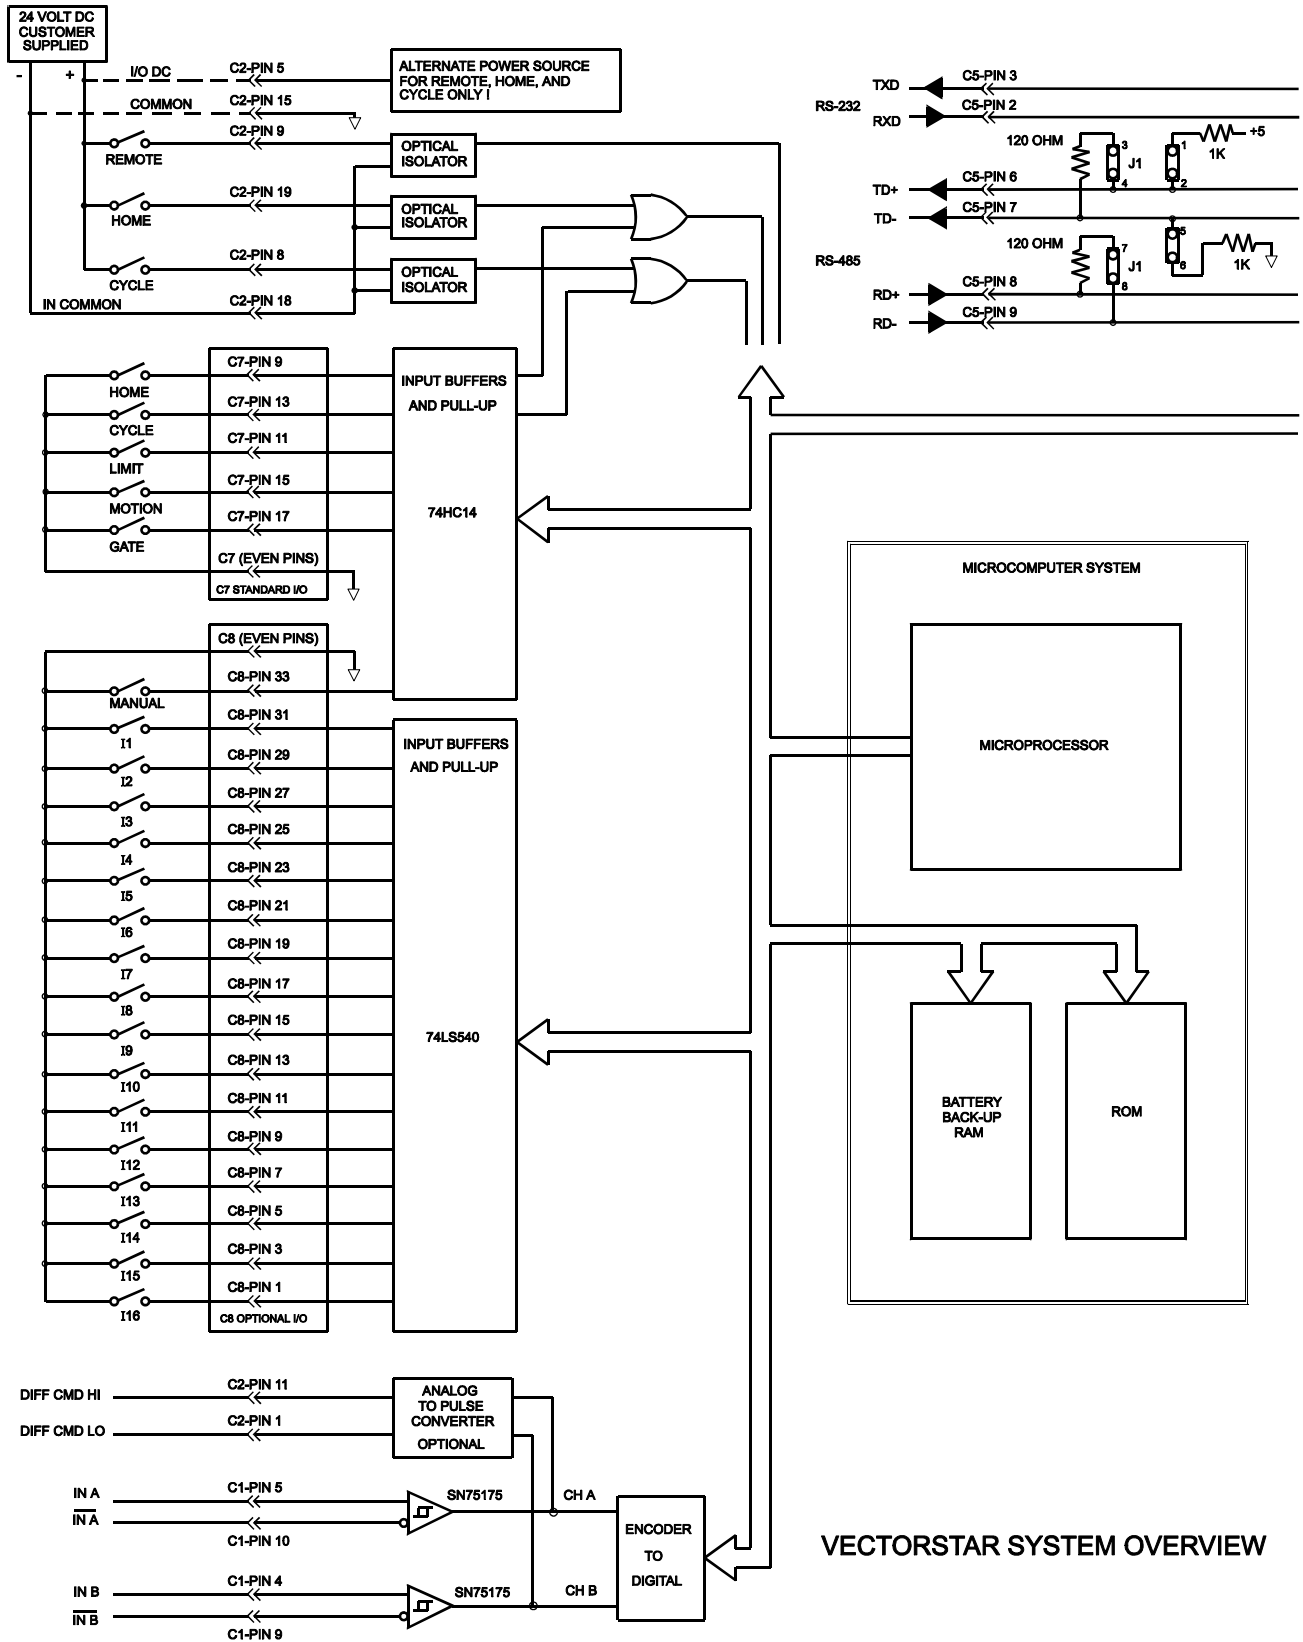 24 VOLT DC
CUSTOMER
SUPPLIED
-
+
I/O DC
C2-PIN 5
ALTERNATE POWER SOURCE
FOR REMOTE, HOME, AND
CYCLE ONLY !
COMMON
C2-PIN 15
C2-PIN 9
REMOTE
OPTICAL
ISOLATOR
C2-PIN 19
HOME
OPTICAL
ISOLATOR
C2-PIN 8
CYCLE
OPTICAL
ISOLATOR
IN COMMON
C2-PIN 18
RS-232
TXD
C5-PIN 3
RXD
C5-PIN 2
120 OHM
3
J1
4
1
2
+5
1K
TD+
C5-PIN 6
TD-
C5-PIN 7
RS-485
120 OHM
7
J1
8
5
6
1K
RD+
C5-PIN 8
RD-
C5-PIN 9
C7-PIN 9
HOME
C7-PIN 13
CYCLE
C7-PIN 11
LIMIT
C7-PIN 15
MOTION
C7-PIN 17
GATE
C7 (EVEN PINS)
C7 STANDARD I/O
INPUT BUFFERS
AND PULL-UP
74HC14
C8 (EVEN PINS)
C8-PIN 33
MANUAL
C8-PIN 31
I1
C8-PIN 29
I2
C8-PIN 27
I3
C8-PIN 25
I4
C8-PIN 23
I5
C8-PIN 21
I6
C8-PIN 19
I7
C8-PIN 17
I8
C8-PIN 15
I9
C8-PIN 13
I10
C8-PIN 11
I11
C8-PIN 9
I12
C8-PIN 7
I13
C8-PIN 5
I14
C8-PIN 3
I15
C8-PIN 1
I16
C8 OPTIONAL I/O
INPUT BUFFERS
AND PULL-UP
74LS540
MICROCOMPUTER SYSTEM
MICROPROCESSOR
BATTERY
BACK-UP
RAM
ROM
DIFF CMD HI
C2-PIN 11
DIFF CMD LO
C2-PIN 1
ANALOG
TO PULSE
CONVERTER
OPTIONAL
IN A
C1-PIN 5
IN A
C1-PIN 10
SN75175
CH A
IN B
C1-PIN 4
IN B
C1-PIN 9
SN75175
CH B
ENCODER
TO
DIGITAL
VECTORSTAR SYSTEM OVERVIEW